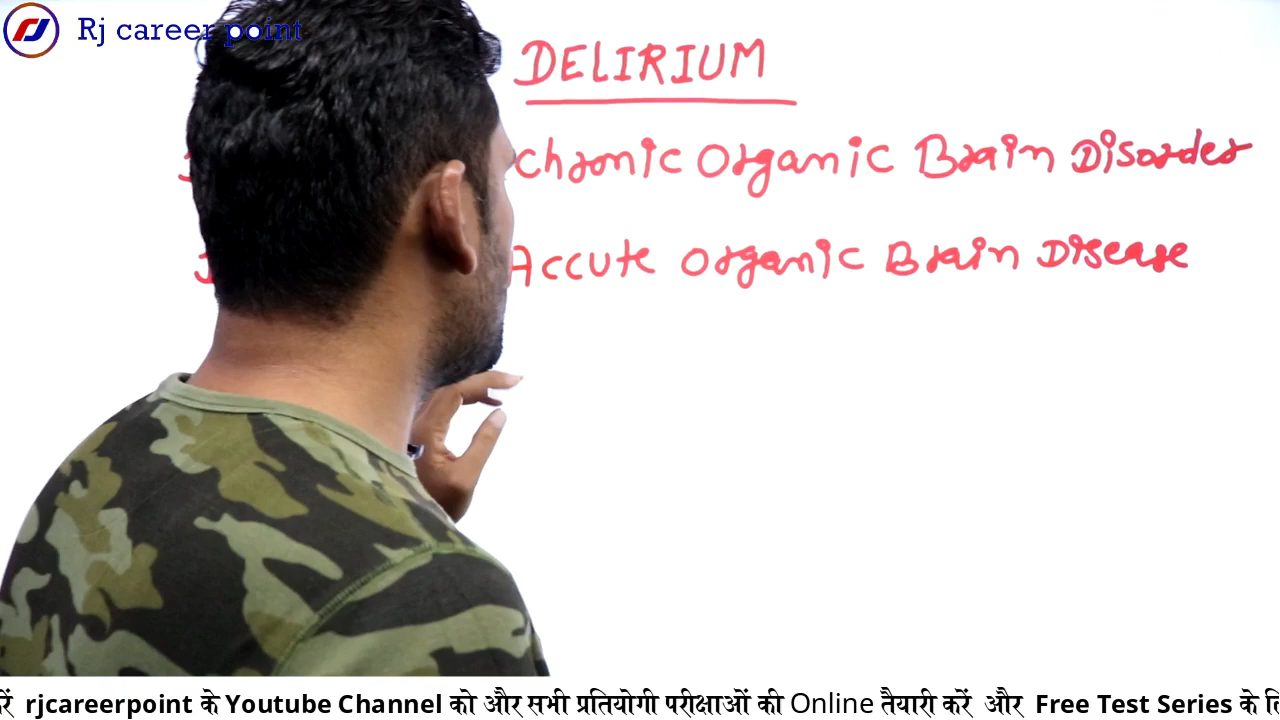 Rj career point
DELIRIUM
chronic Organic Brain Disorder
Accute Organic Brain Disease
rjcareerpoint के Youtube Channel को और सभी प्रतियोगी परीक्षाओं की Online तैयारी करें और Free Test Series के